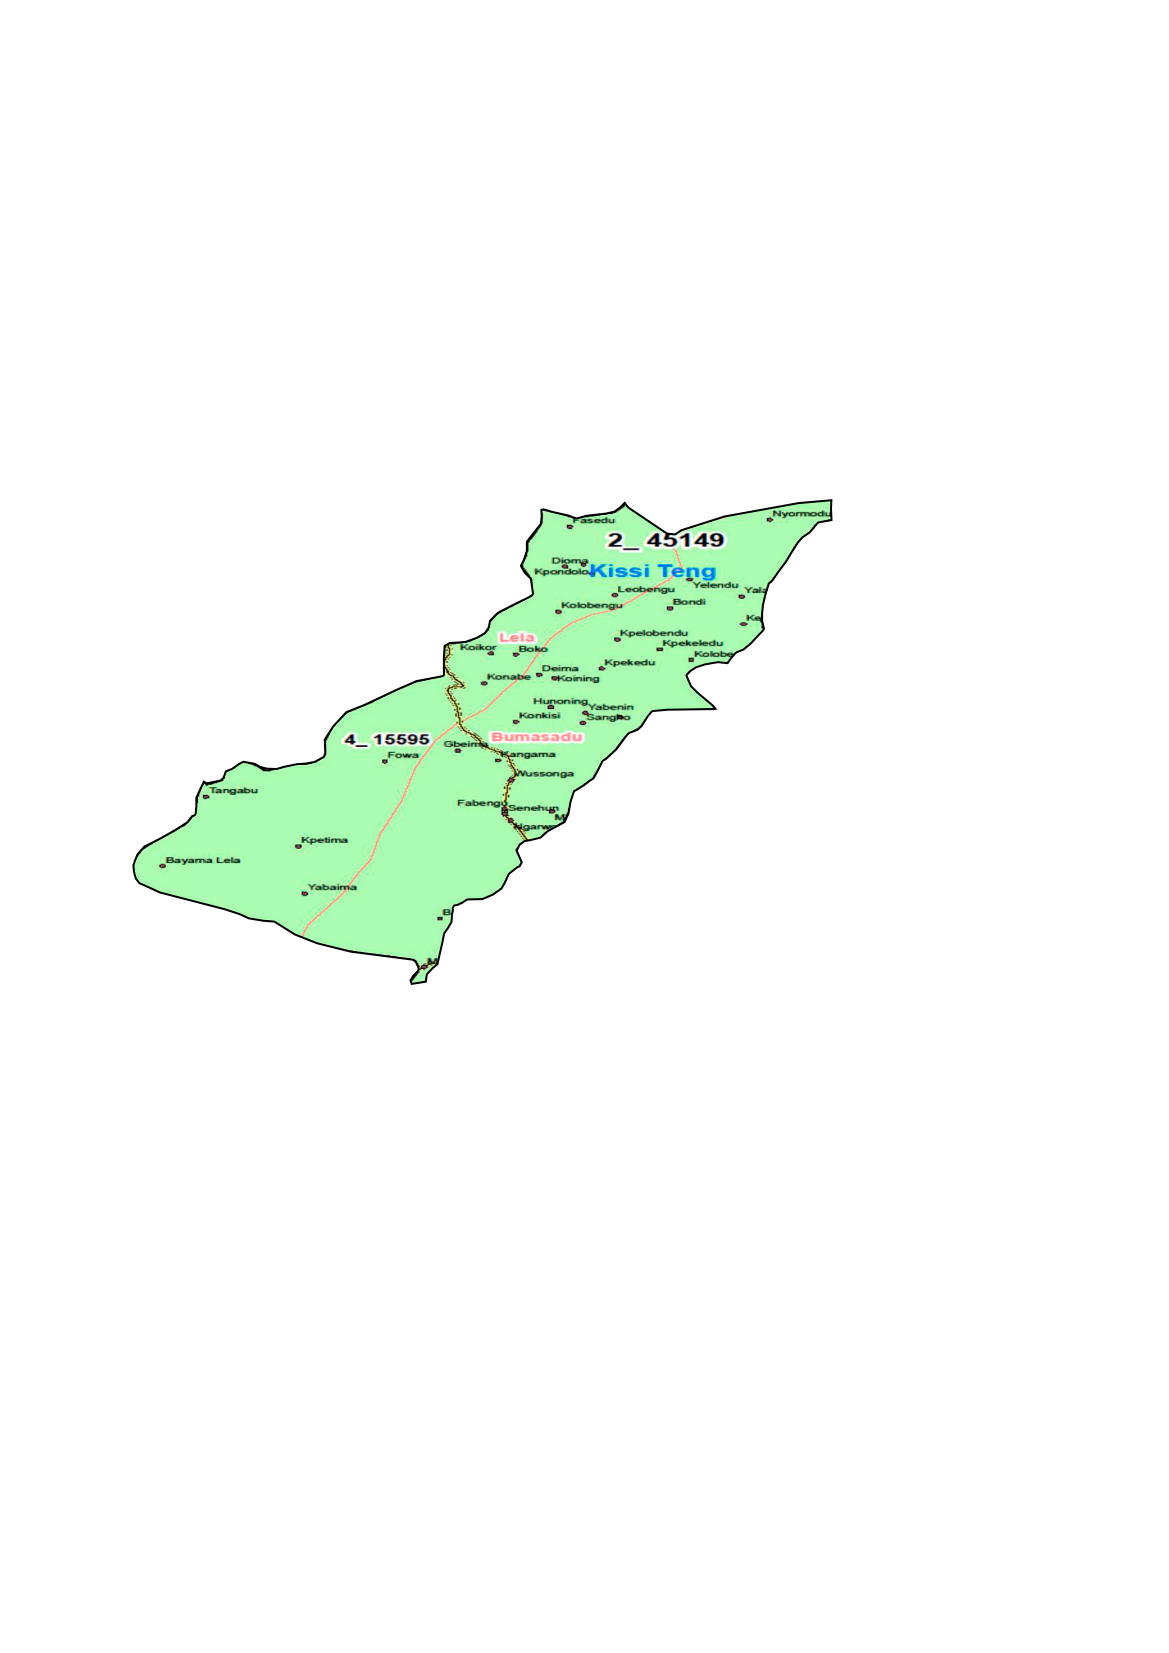 Nyormodu
Fasedu
2_ 45149
Dioma
Kpondolo
Kissi Teng
Yelendu
Leobengu
Yala
Bondi
Kolobengu
Ke
Kpelobendu
Lela
Kpekeledu
Koikor
Boko
Kolobe
Kpekedu
Deima
Konabe
Koining
Hunoning
Yabenin
Konkisi
Bumasadu
4_ 15595
Gbeima
Fowa
Kangama
Wussonga
Tangabu
Fabengu
Senehun
M
Kpetima
Bayama Lela
Yabaima
B
M